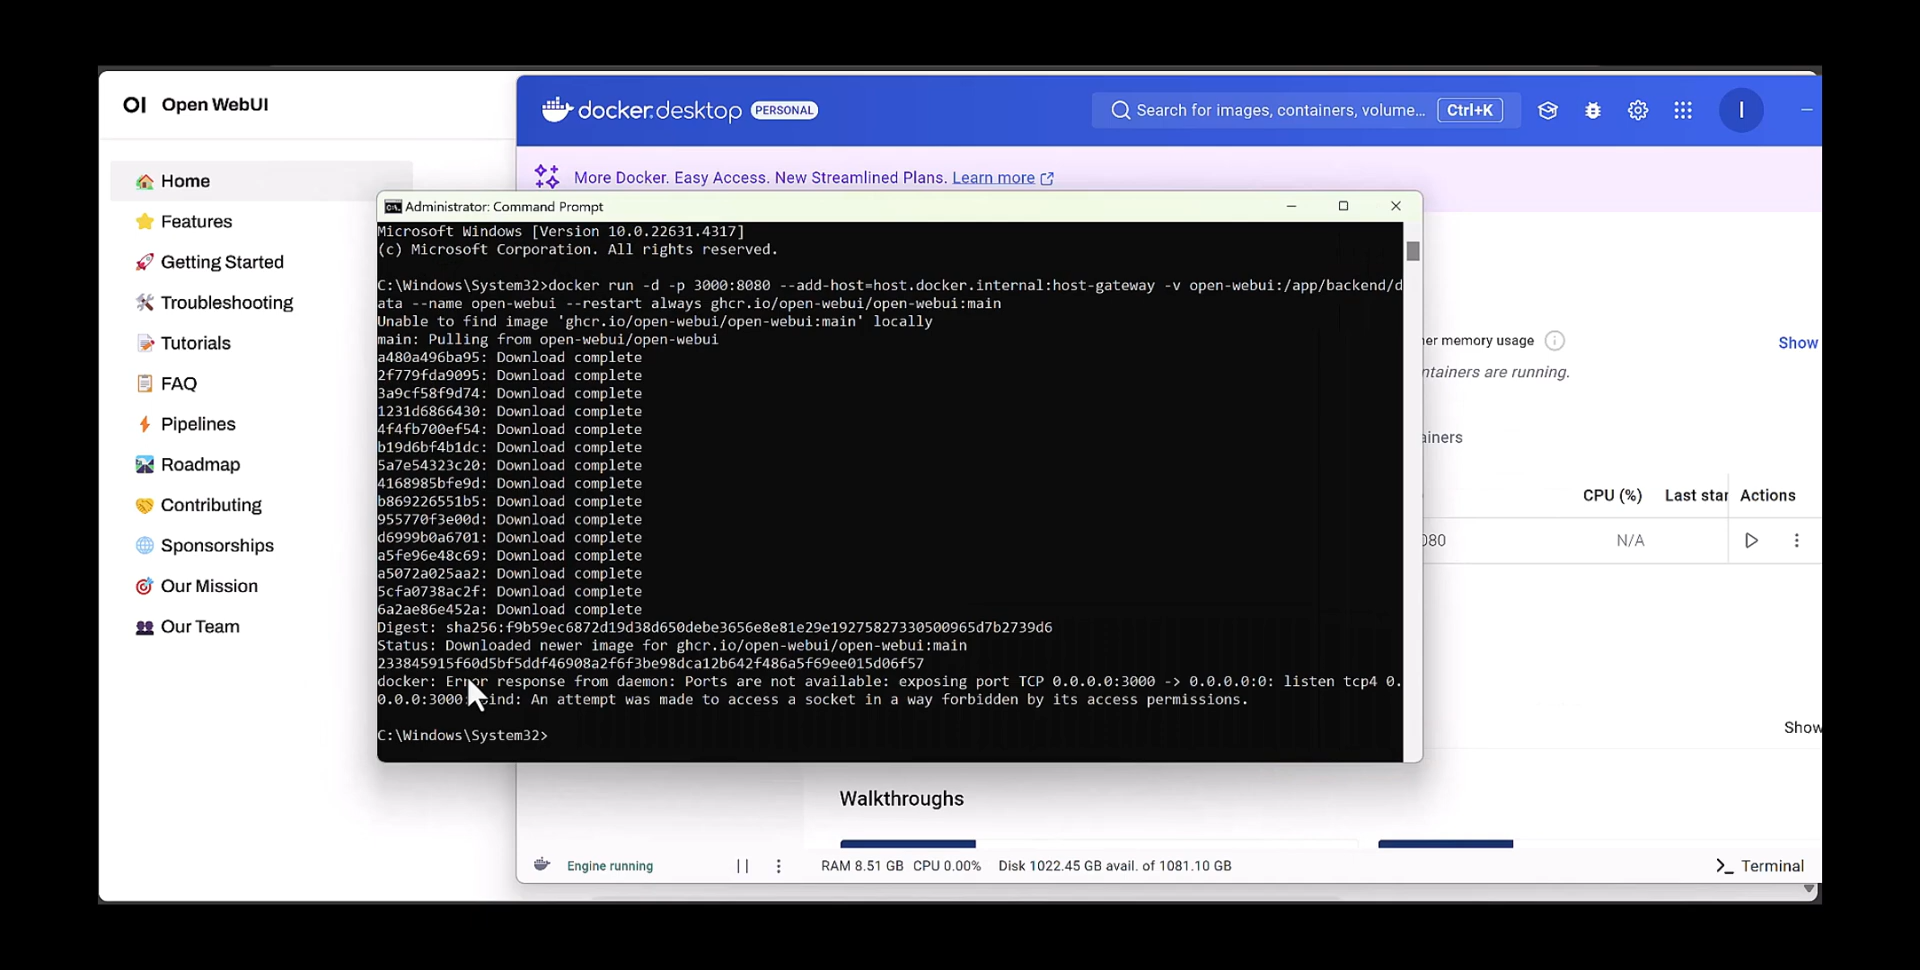 OI Open WebUI
Home
Features
Getting Started
Troubleshooting
Tutorials
FAQ
Pipelines
Roadmap
Contributing
Sponsorships
Our Mission
Our Team
docker.desktop PERSONAL
Search for images, containers, volume... Ctrl+K
I
More Docker. Easy Access. New Streamlined Plans. Learn more
Administrator: Command Prompt
Microsoft Windows [Version 10.0.22631.4317]
(c) Microsoft Corporation. All rights reserved.
C:\Windows\System32>docker run -d -p 3000:8080 --add-host=host.docker.internal:host-gateway -v open-webui:/app/backend/d
ata --name open-webui --restart always ghcr.io/open-webui/open-webui:main
Unable to find image 'ghcr.io/open-webui/open-webui:main' locally
main: Pulling from open-webui/open-webui
a480a496ba95: Download complete
2f779fda9095: Download complete
3a9cf58f9d74: Download complete
1231d6866430: Download complete
4f4fb700ef54: Download complete
b19d6bf4b1dc: Download complete
5a7e54323c20: Download complete
4168985bfe9d: Download complete
b869226551b5: Download complete
955770f3e00d: Download complete
d6999b0a6701: Download complete
a5fe96e48c69: Download complete
a5072a025aa2: Download complete
5cfa0738ac2f: Download complete
6a2ae86e452a: Download complete
Digest: sha256:f9b59ec6872d19d38d650debe3656e8e81e29e19275827330500965d7b2739d6
Status: Downloaded newer image for ghcr.io/open-webui/open-webui:main
233845915f60d5bf5ddf46908a2f6f3be98dca12b642f486a5f69ee015d06f57
docker: Error response from daemon: Ports are not available: exposing port TCP 0.0.0.0:3000 -> 0.0.0.0:0: listen tcp4 0.
0.0.0:3000: bind: An attempt was made to access a socket in a way forbidden by its access permissions.
C:\Windows\System32>
er memory usage
Show
ntainers are running.
ainers
CPU (%) Last star Actions
080 N/A
Show
Walkthroughs
Engine running
RAM 8.51 GB CPU 0.00% Disk 1022.45 GB avail. of 1081.10 GB
>_ Terminal